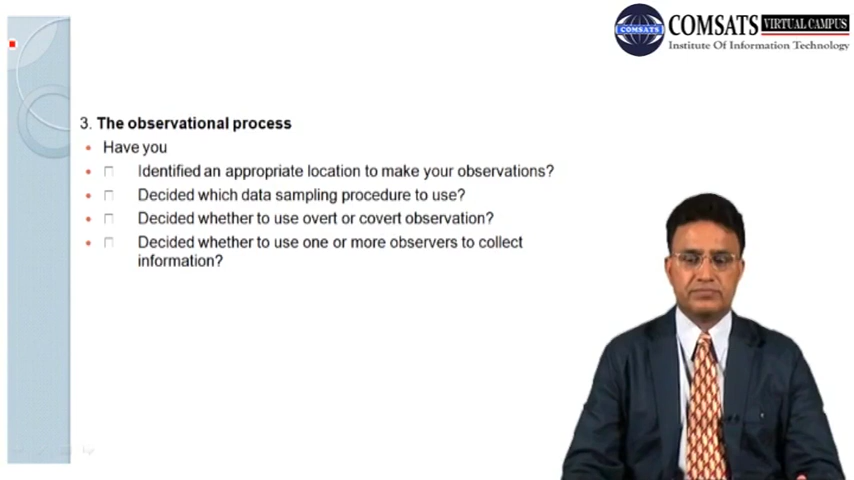 COMSATS
COMSATS VIRTUAL CAMPUS
Institute Of Information Technology
3. The observational process
Have you
Identified an appropriate location to make your observations?
Decided which data sampling procedure to use?
Decided whether to use overt or covert observation?
Decided whether to use one or more observers to collect
information?